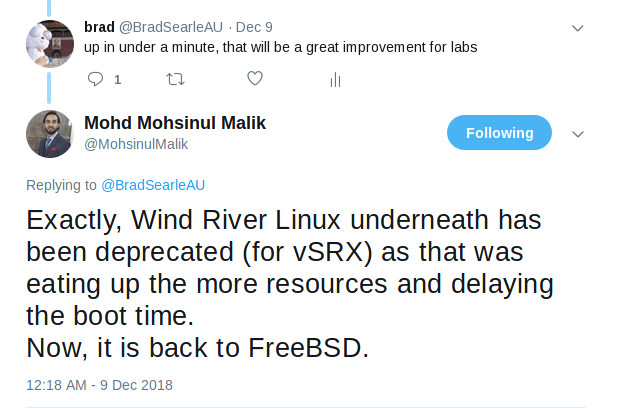 brad @BradSearleAU · Dec 9
up in under a minute, that will be a great improvement for labs
1
Mohd Mohsinul Malik
@MohsinulMalik
Following
Replying to @BradSearleAU
Exactly, Wind River Linux underneath has
been deprecated (for vSRX) as that was
eating up the more resources and delaying
the boot time.
Now, it is back to FreeBSD.
12:18 AM - 9 Dec 2018